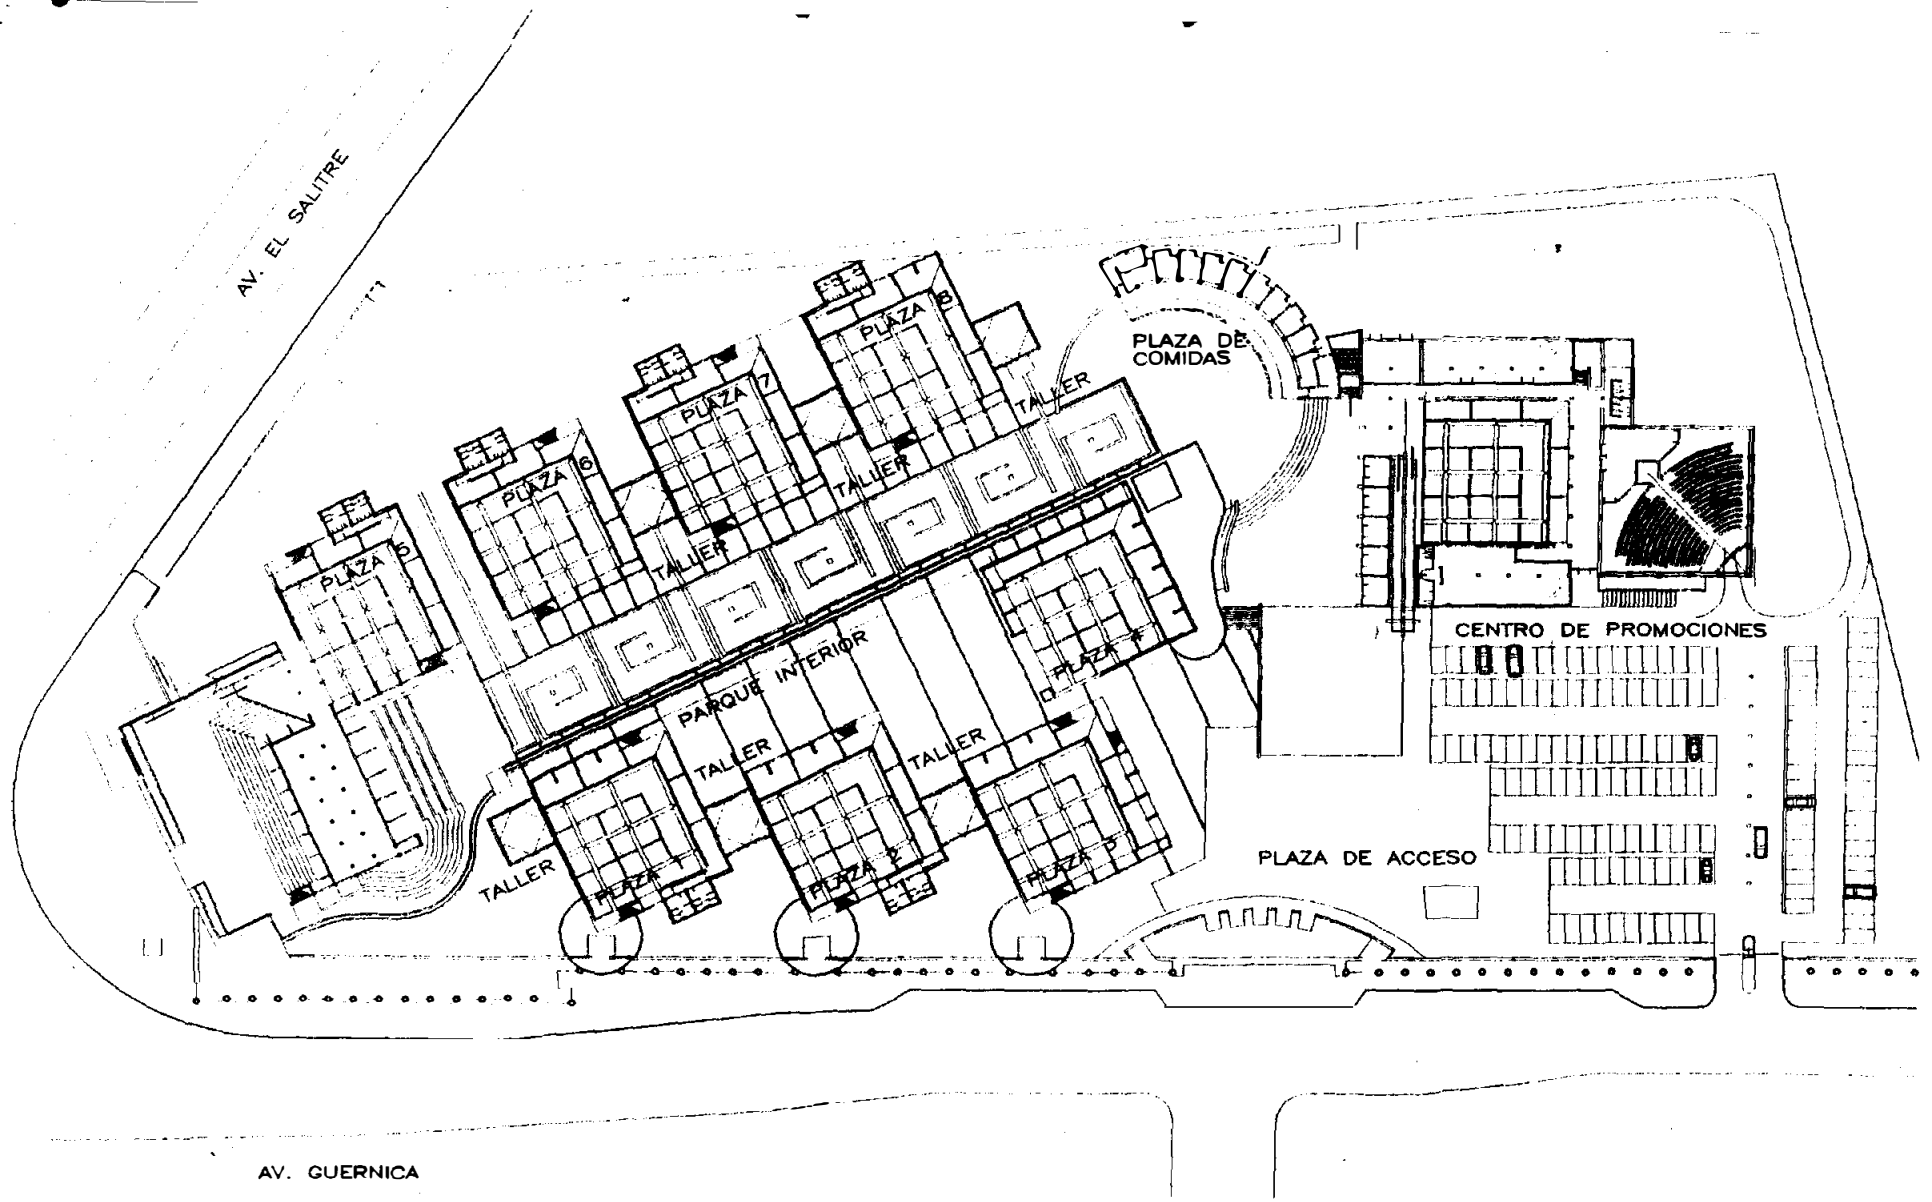 AV. EL SALITRE
PLAZA 8
PLAZA DE
COMIDAS
PLAZA 7
TALLER
PLAZA 6
TALLER
PLAZA 5
TALLER
CENTRO DE PROMOCIONES
PLAZA 4
PARQUE INTERIOR
TALLER
TALLER
PLAZA DE ACCESO
TALLER
PLAZA 1
PLAZA 2
PLAZA 3
AV. GUERNICA